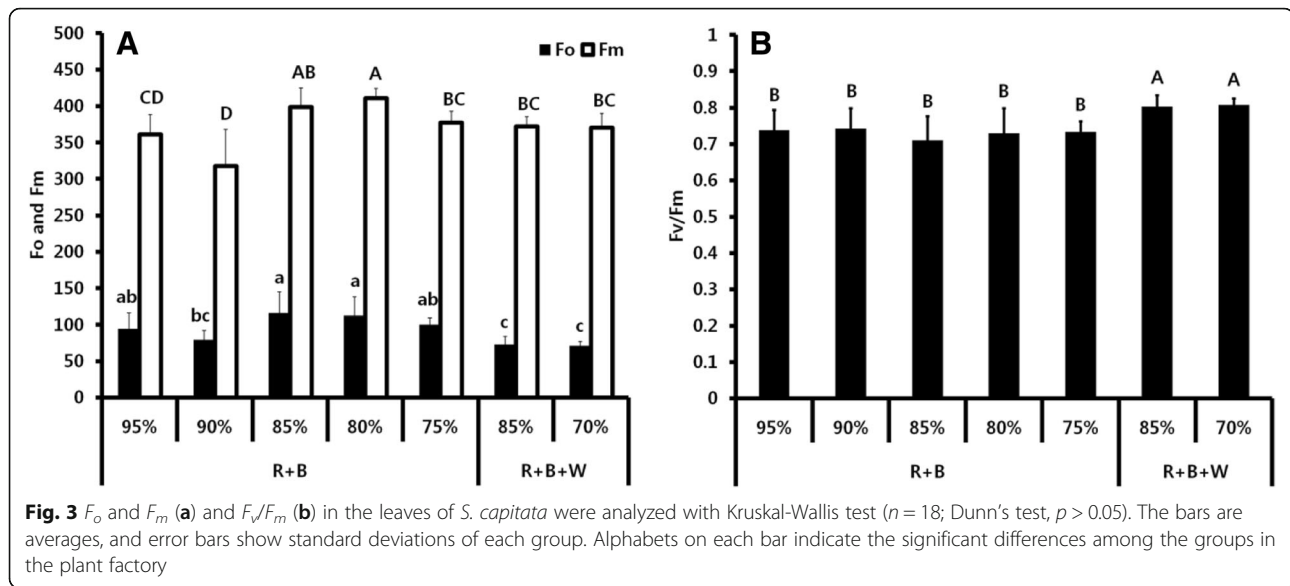 A
B
Fo Fm
Fo and Fm
500
450
400
350
300
250
200
150
100
50
0
CD D AB A BC BC BC
ab bc a a ab c c
95% 90% 85% 80% 75% 85% 70%
R+B R+B+W
Fv/Fm
1
0.9
0.8
0.7
0.6
0.5
0.4
0.3
0.2
0.1
0
B B B B B A A
95% 90% 85% 80% 75% 85% 70%
R+B R+B+W
Fig. 3 Fo and Fm (a) and Fv/Fm (b) in the leaves of S. capitata were analyzed with Kruskal-Wallis test (n = 18; Dunn's test, p > 0.05). The bars are
averages, and error bars show standard deviations of each group. Alphabets on each bar indicate the significant differences among the groups in
the plant factory